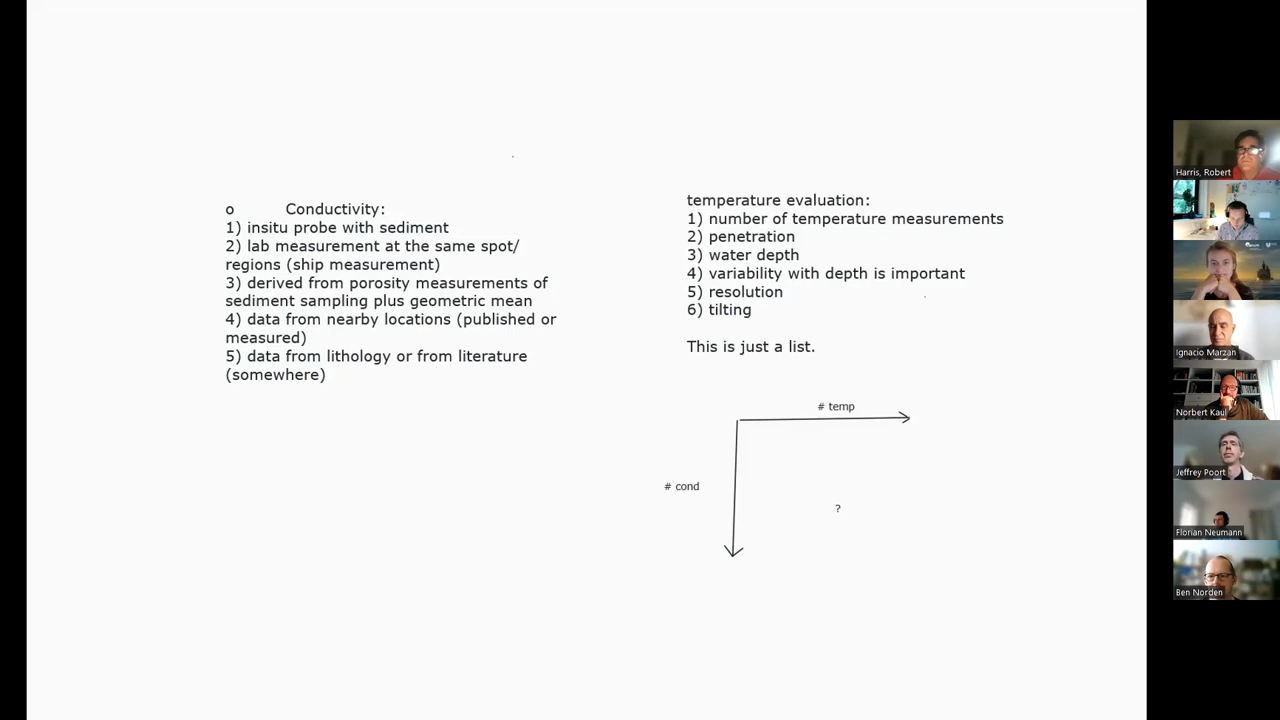 o Conductivity:
1) insitu probe with sediment
2) lab measurement at the same spot/
regions (ship measurement)
3) derived from porosity measurements of
sediment sampling plus geometric mean
4) data from nearby locations (published or
measured)
5) data from lithology or from literature
(somewhere)
temperature evaluation:
1) number of temperature measurements
2) penetration
3) water depth
4) variability with depth is important
5) resolution
6) tilting
This is just a list.
# temp
# cond
?
Harris, Robert
Ignacio Marzan
Norbert Kaul
Jeffrey Poort
Florian Neumann
Ben Norden